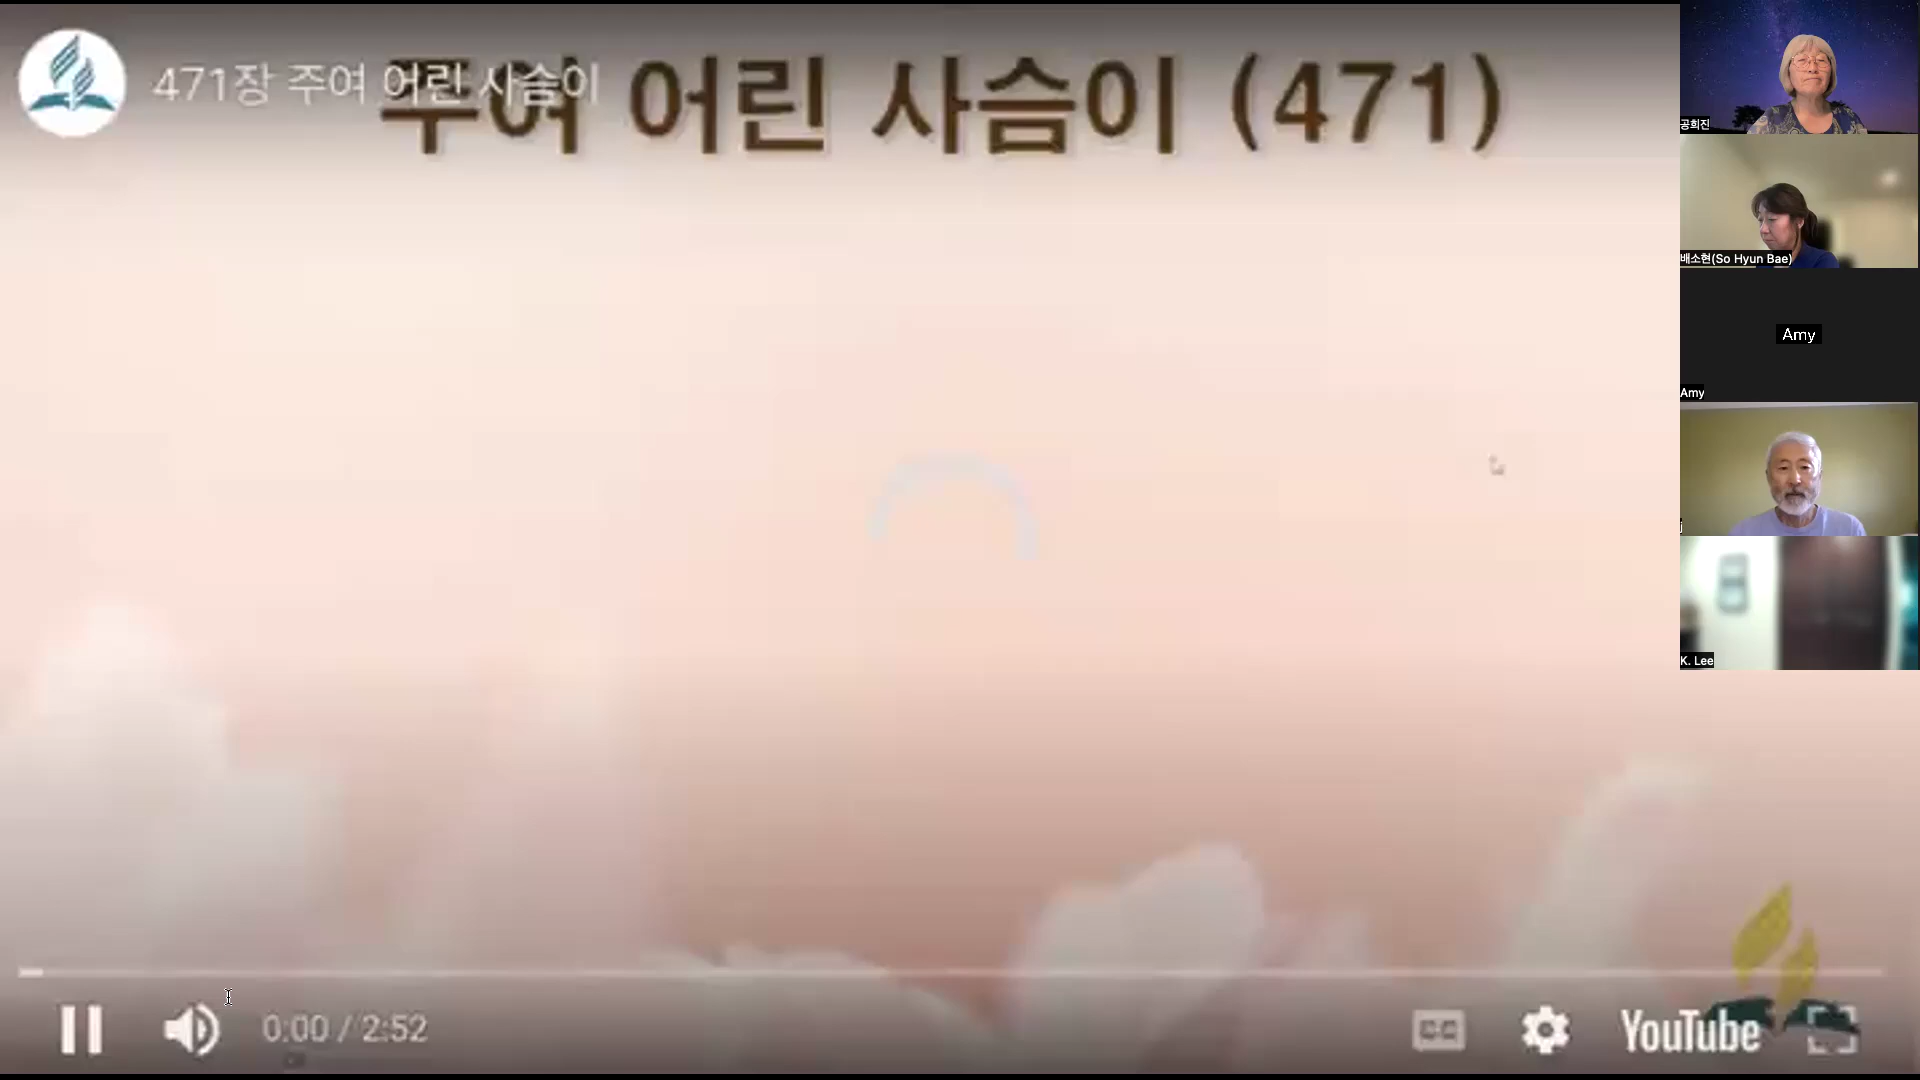 471장 주여 어린 사슴이
주여 어린 사슴이 (471)
공희진
배소현(So Hyun Bae)
Amy
Amy
j
K. Lee
0:00 / 2:52
CC
YouTube